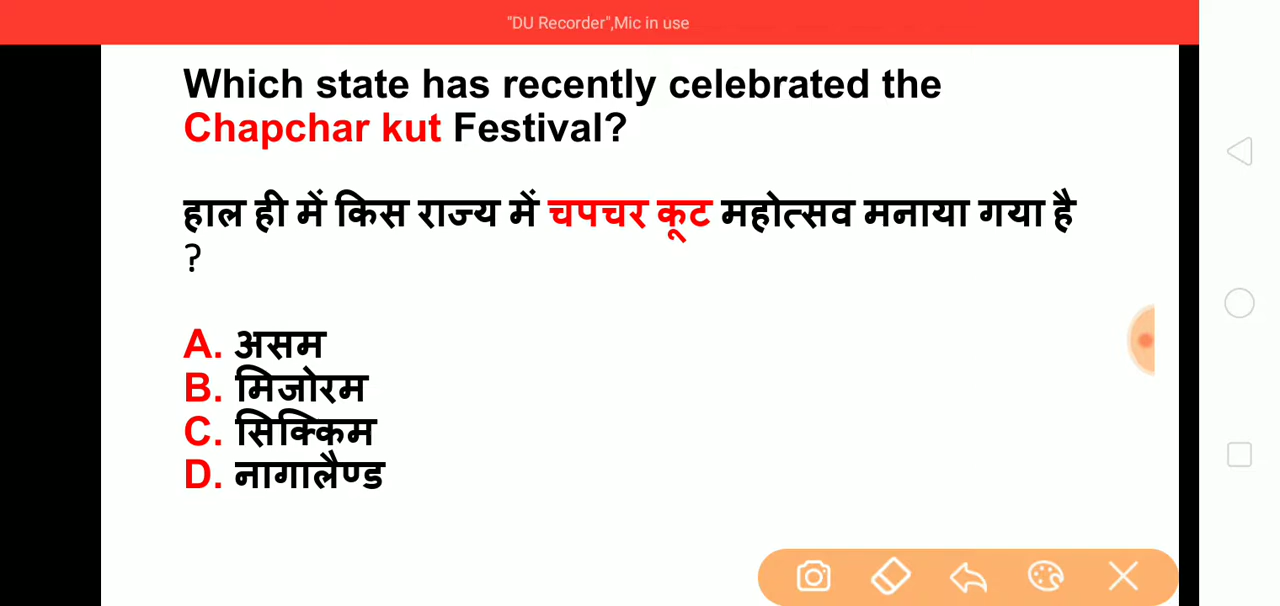 "DU Recorder",Mic in use
Which state has recently celebrated the
Chapchar kut Festival?
हाल ही में किस राज्य में चपचर कूट महोत्सव मनाया गया है
?
A. असम
B. मिजोरम
C. सिक्किम
D. नागालैण्ड